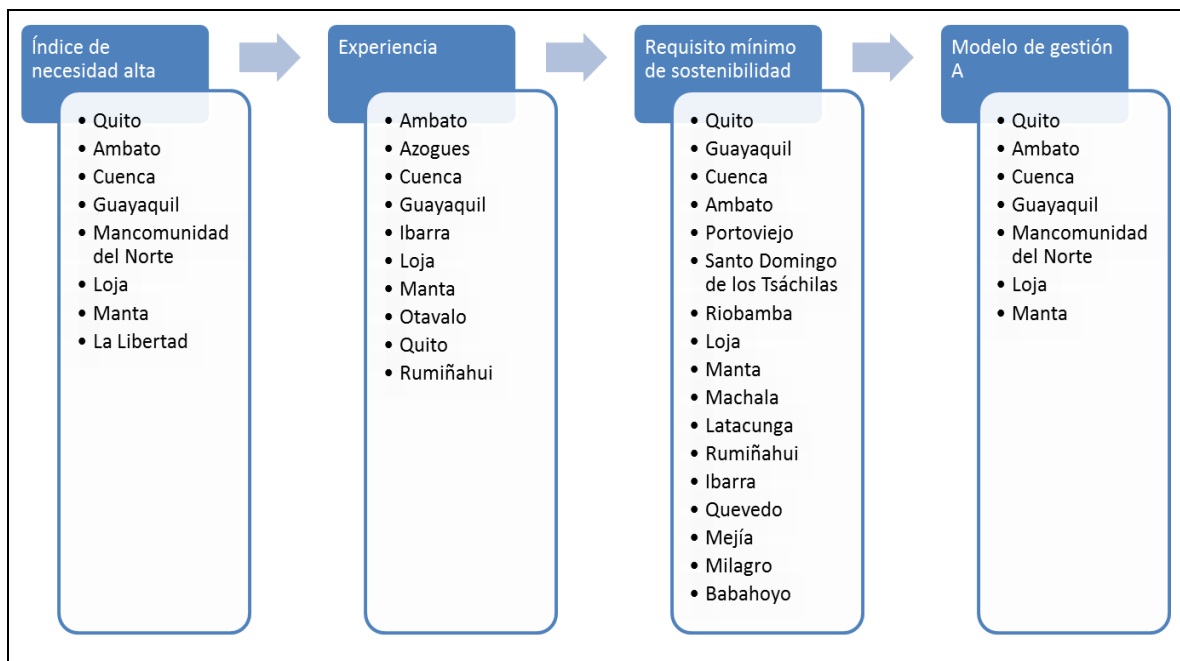 Índice de
necesidad alta
• Quito
• Ambato
• Cuenca
• Guayaquil
• Mancomunidad
del Norte
• Loja
• Manta
• La Libertad
Experiencia
• Ambato
• Azogues
• Cuenca
• Guayaquil
• Ibarra
• Loja
• Manta
• Otavalo
• Quito
• Rumiñahui
Requisito mínimo
de sostenibilidad
• Quito
• Guayaquil
• Cuenca
• Ambato
• Portoviejo
• Santo Domingo
de los Tsáchilas
• Riobamba
• Loja
• Manta
• Machala
• Latacunga
• Rumiñahui
• Ibarra
• Quevedo
• Mejía
• Milagro
• Babahoyo
Modelo de gestión
A
• Quito
• Ambato
• Cuenca
• Guayaquil
• Mancomunidad
del Norte
• Loja
• Manta